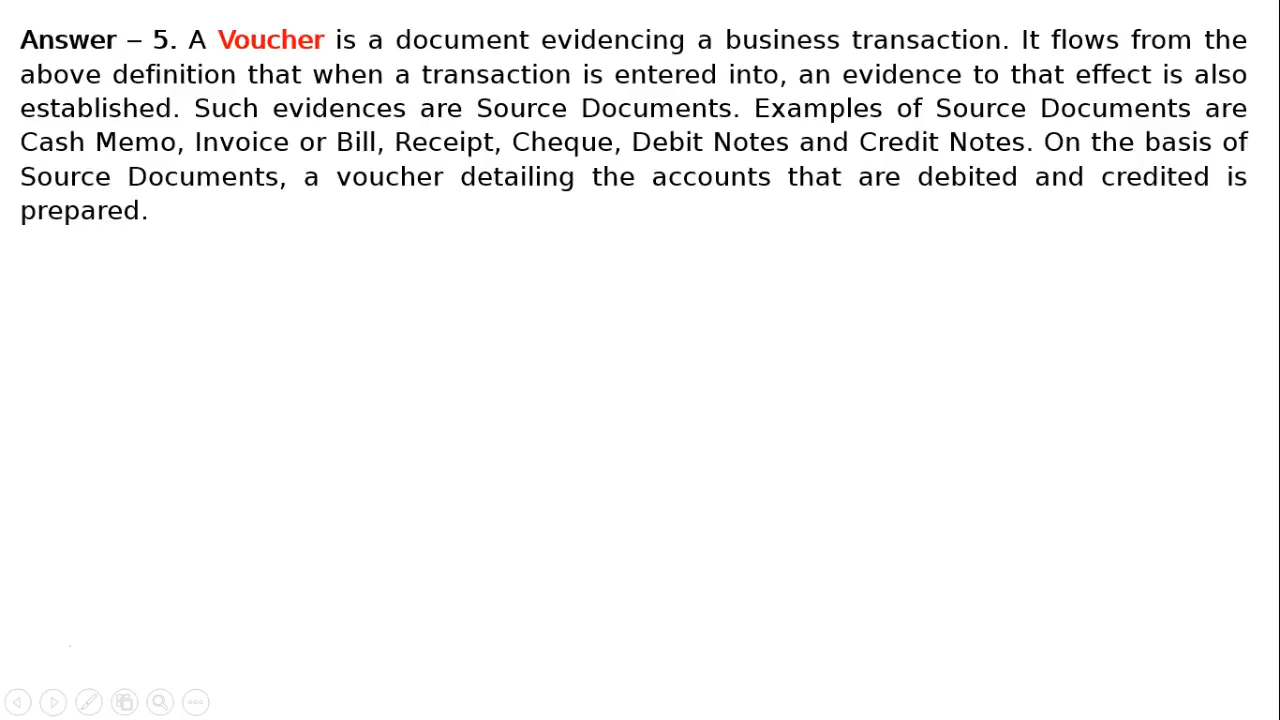 Answer – 5. A Voucher is a document evidencing a business transaction. It flows from the
above definition that when a transaction is entered into, an evidence to that effect is also
established. Such evidences are Source Documents. Examples of Source Documents are
Cash Memo, Invoice or Bill, Receipt, Cheque, Debit Notes and Credit Notes. On the basis of
Source Documents, a voucher detailing the accounts that are debited and credited is
prepared.